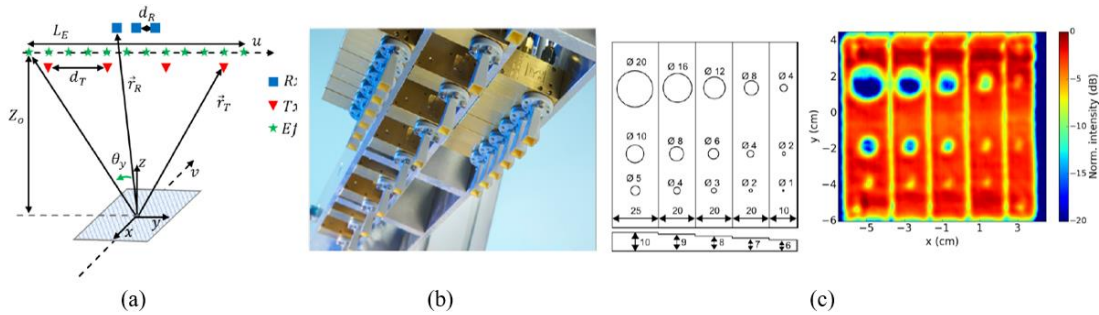 d_R
L_E
u
d_T
r_R
r_T
Rx
Tx
Ef
Z_o
θ_y
z
v
y
x
(a)
(b)
Ø 20 Ø 16 Ø 12 Ø 8 Ø 4
Ø 10 Ø 8 Ø 6 Ø 4 Ø 2
Ø 5 Ø 4 Ø 3 Ø 2 Ø 1
25 20 20 20 10
10 9 8 7 6
y (cm)
4
2
0
-2
-4
-6
-5 -3 -1 1 3
x (cm)
0
-5
-10
-15
-20
Norm. intensity (dB)
(c)